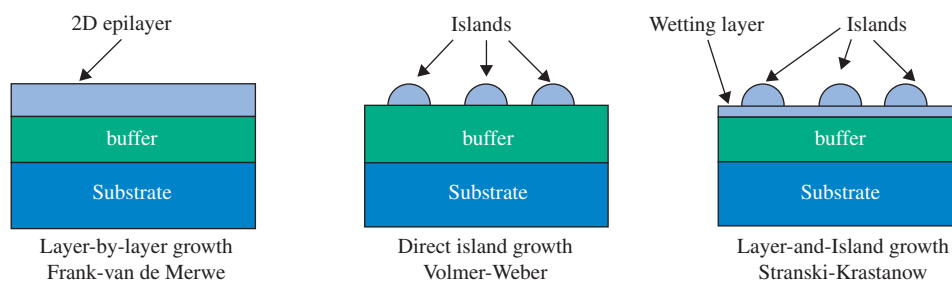 2D epilayer
buffer
Substrate
Layer-by-layer growth
Frank-van de Merwe
Islands
buffer
Substrate
Direct island growth
Volmer-Weber
Wetting layer
Islands
buffer
Substrate
Layer-and-Island growth
Stranski-Krastanow